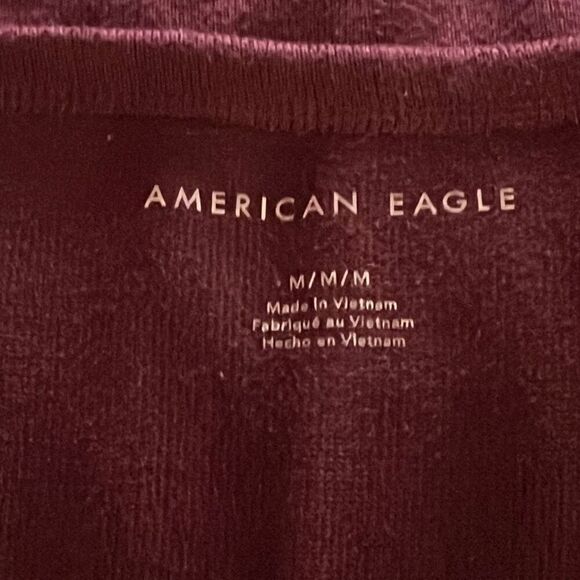 AMERICAN EAGLE
M/M/M
Made in Vietnam
Fabriqué au Vietnam
Hecho en Vietnam